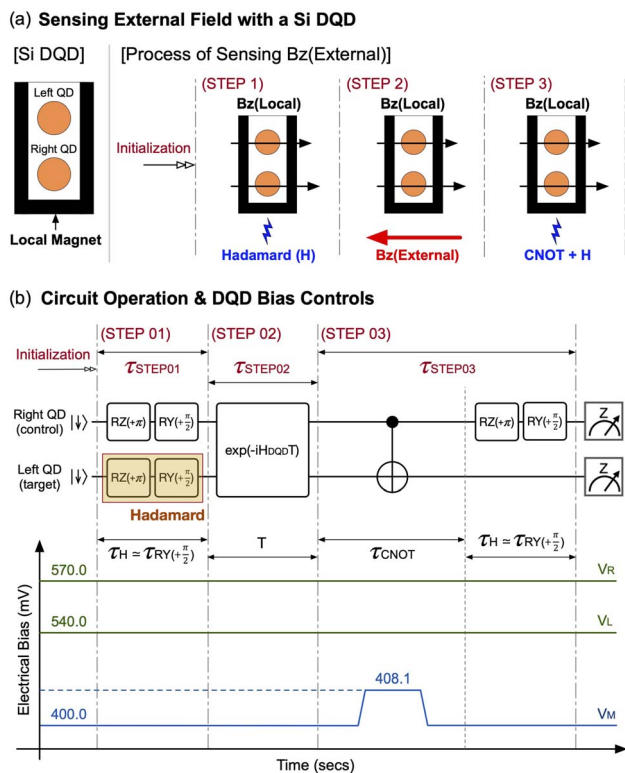 (a) Sensing External Field with a Si DQD
[Si DQD]
[Process of Sensing Bz(External)]
Left QD
Right QD
Local Magnet
Initialization
(STEP 1)
Bz(Local)
Hadamard (H)
(STEP 2)
Bz(Local)
Bz(External)
(STEP 3)
Bz(Local)
CNOT + H
(b) Circuit Operation & DQD Bias Controls
(STEP 01)
(STEP 02)
(STEP 03)
Initialization
τSTEP01
τSTEP02
τSTEP03
Right QD
(control)
|↓⟩
RZ(+π)
RY(+π/2)
exp(-iHDQDT)
RZ(+π)
RY(+π/2)
Z
Left QD
(target)
|↓⟩
RZ(+π)
RY(+π/2)
Z
Hadamard
τH ≃ τRY(+π/2)
T
τCNOT
τH ≃ τRY(+π/2)
Electrical Bias (mV)
570.0
VR
540.0
VL
408.1
400.0
VM
Time (secs)